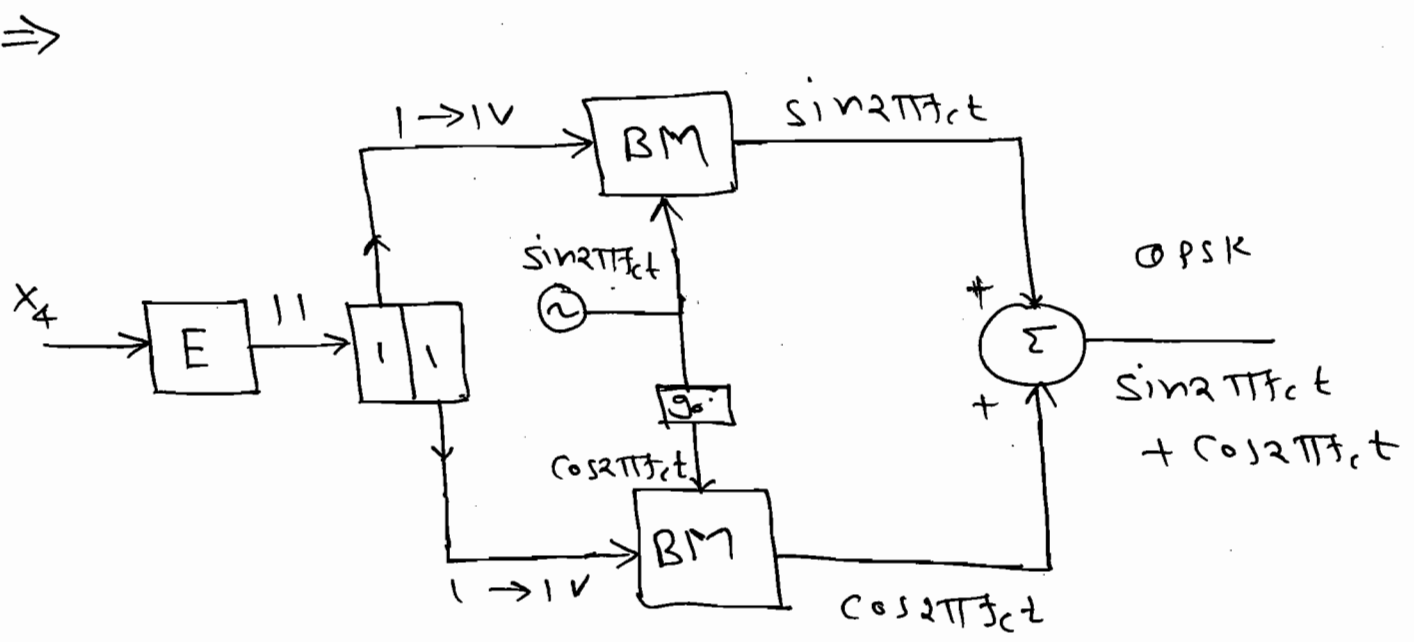 ⇒
1 → 1V
BM
sin2πfct
sin2πfct
~
QPSK
X4
E
11
1 1
+
Σ
+
sin2πfct
+ cos2πfct
90°
cos2πfct
BM
1 → 1V
cos2πfct